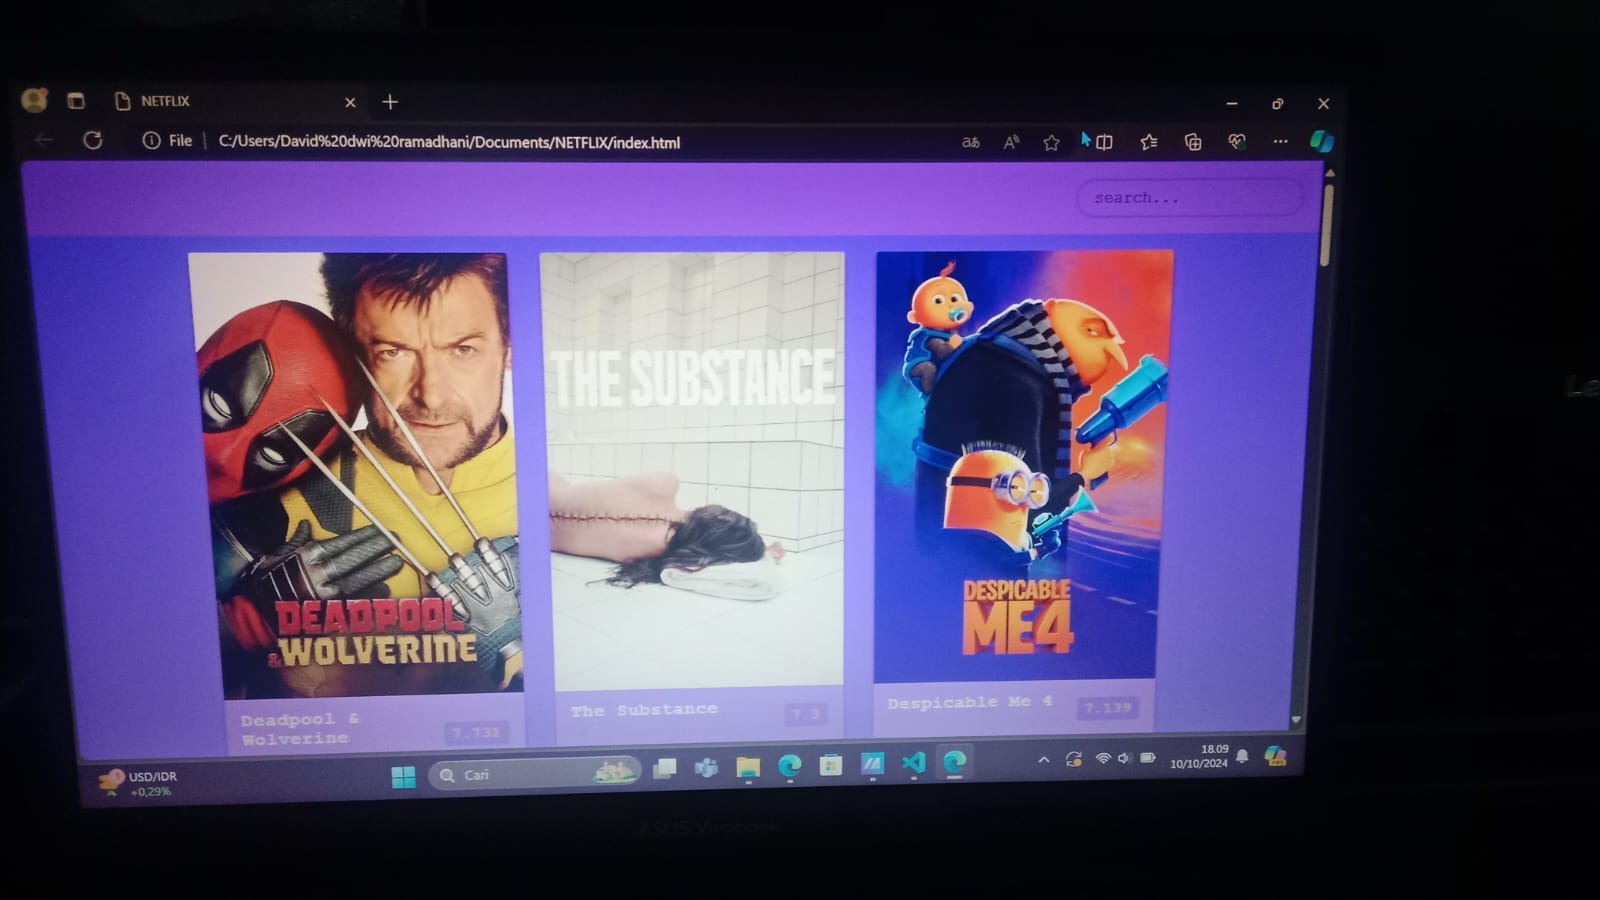 NETFLIX
File
C:/Users/David%20dwi%20ramadhani/Documents/NETFLIX/index.html
search...
THE SUBSTANCE
DEADPOOL
&WOLVERINE
DESPICABLE
ME4
Deadpool &
Wolverine
7.731
The Substance
7.3
Despicable Me 4
7.139
USD/IDR
+0,29%
Cari
18.09
10/10/2024
ASUS Vivobook